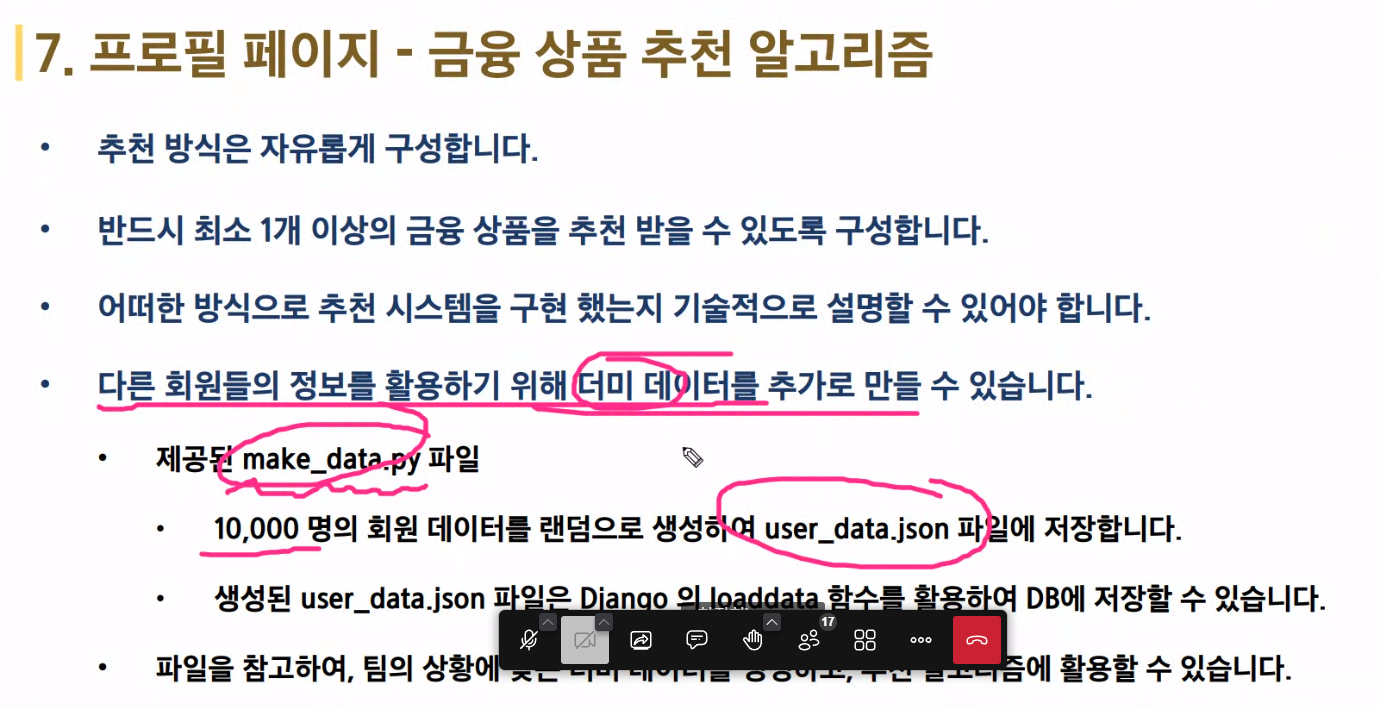 7. 프로필 페이지 - 금융 상품 추천 알고리즘
• 추천 방식은 자유롭게 구성합니다.
• 반드시 최소 1개 이상의 금융 상품을 추천 받을 수 있도록 구성합니다.
• 어떠한 방식으로 추천 시스템을 구현 했는지 기술적으로 설명할 수 있어야 합니다.
• 다른 회원들의 정보를 활용하기 위해 더미 데이터를 추가로 만들 수 있습니다.
• 제공된 make_data.py 파일
• 10,000 명의 회원 데이터를 랜덤으로 생성하여 user_data.json 파일에 저장합니다.
• 생성된 user_data.json 파일은 Django 의 loaddata 함수를 활용하여 DB에 저장할 수 있습니다.
17
• 파일을 참고하여, 팀의 상황에 데이터를 추천 알고리즘에 활용할 수 있습니다.